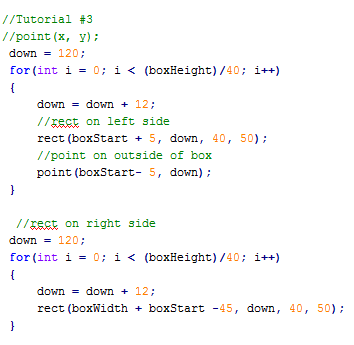 //Tutorial #3
//point(x, y);
down = 120;
for(int i = 0; i < (boxHeight)/40; i++)
{
down = down + 12;
//rect on left side
rect(boxStart + 5, down, 40, 50);
//point on outside of box
point(boxStart- 5, down);
}
//rect on right side
down = 120;
for(int i = 0; i < (boxHeight)/40; i++)
{
down = down + 12;
rect(boxWidth + boxStart -45, down, 40, 50);
}